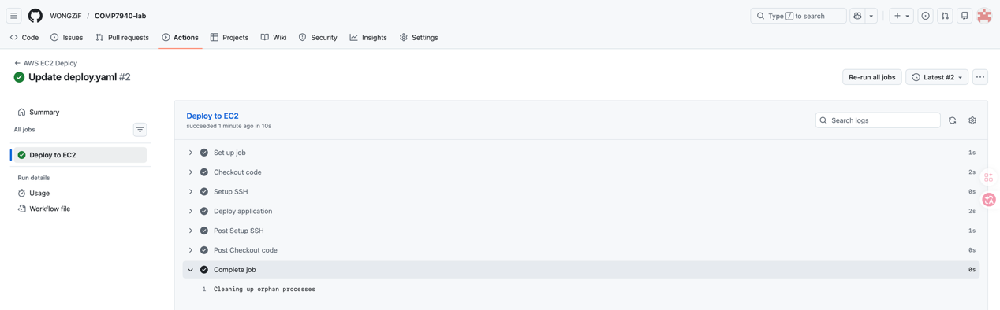 WONGZiF / COMP7940-lab
Type / to search
Code Issues Pull requests Actions Projects Wiki Security Insights Settings
AWS EC2 Deploy
Update deploy.yaml #2
Re-run all jobs
Latest #2
Summary
All jobs
Deploy to EC2
Run details
Usage
Workflow file
Deploy to EC2
succeeded 1 minute ago in 10s
Search logs
Set up job 1s
Checkout code 2s
Setup SSH 0s
Deploy application 2s
Post Setup SSH 1s
Post Checkout code 0s
Complete job 0s
1 Cleaning up orphan processes